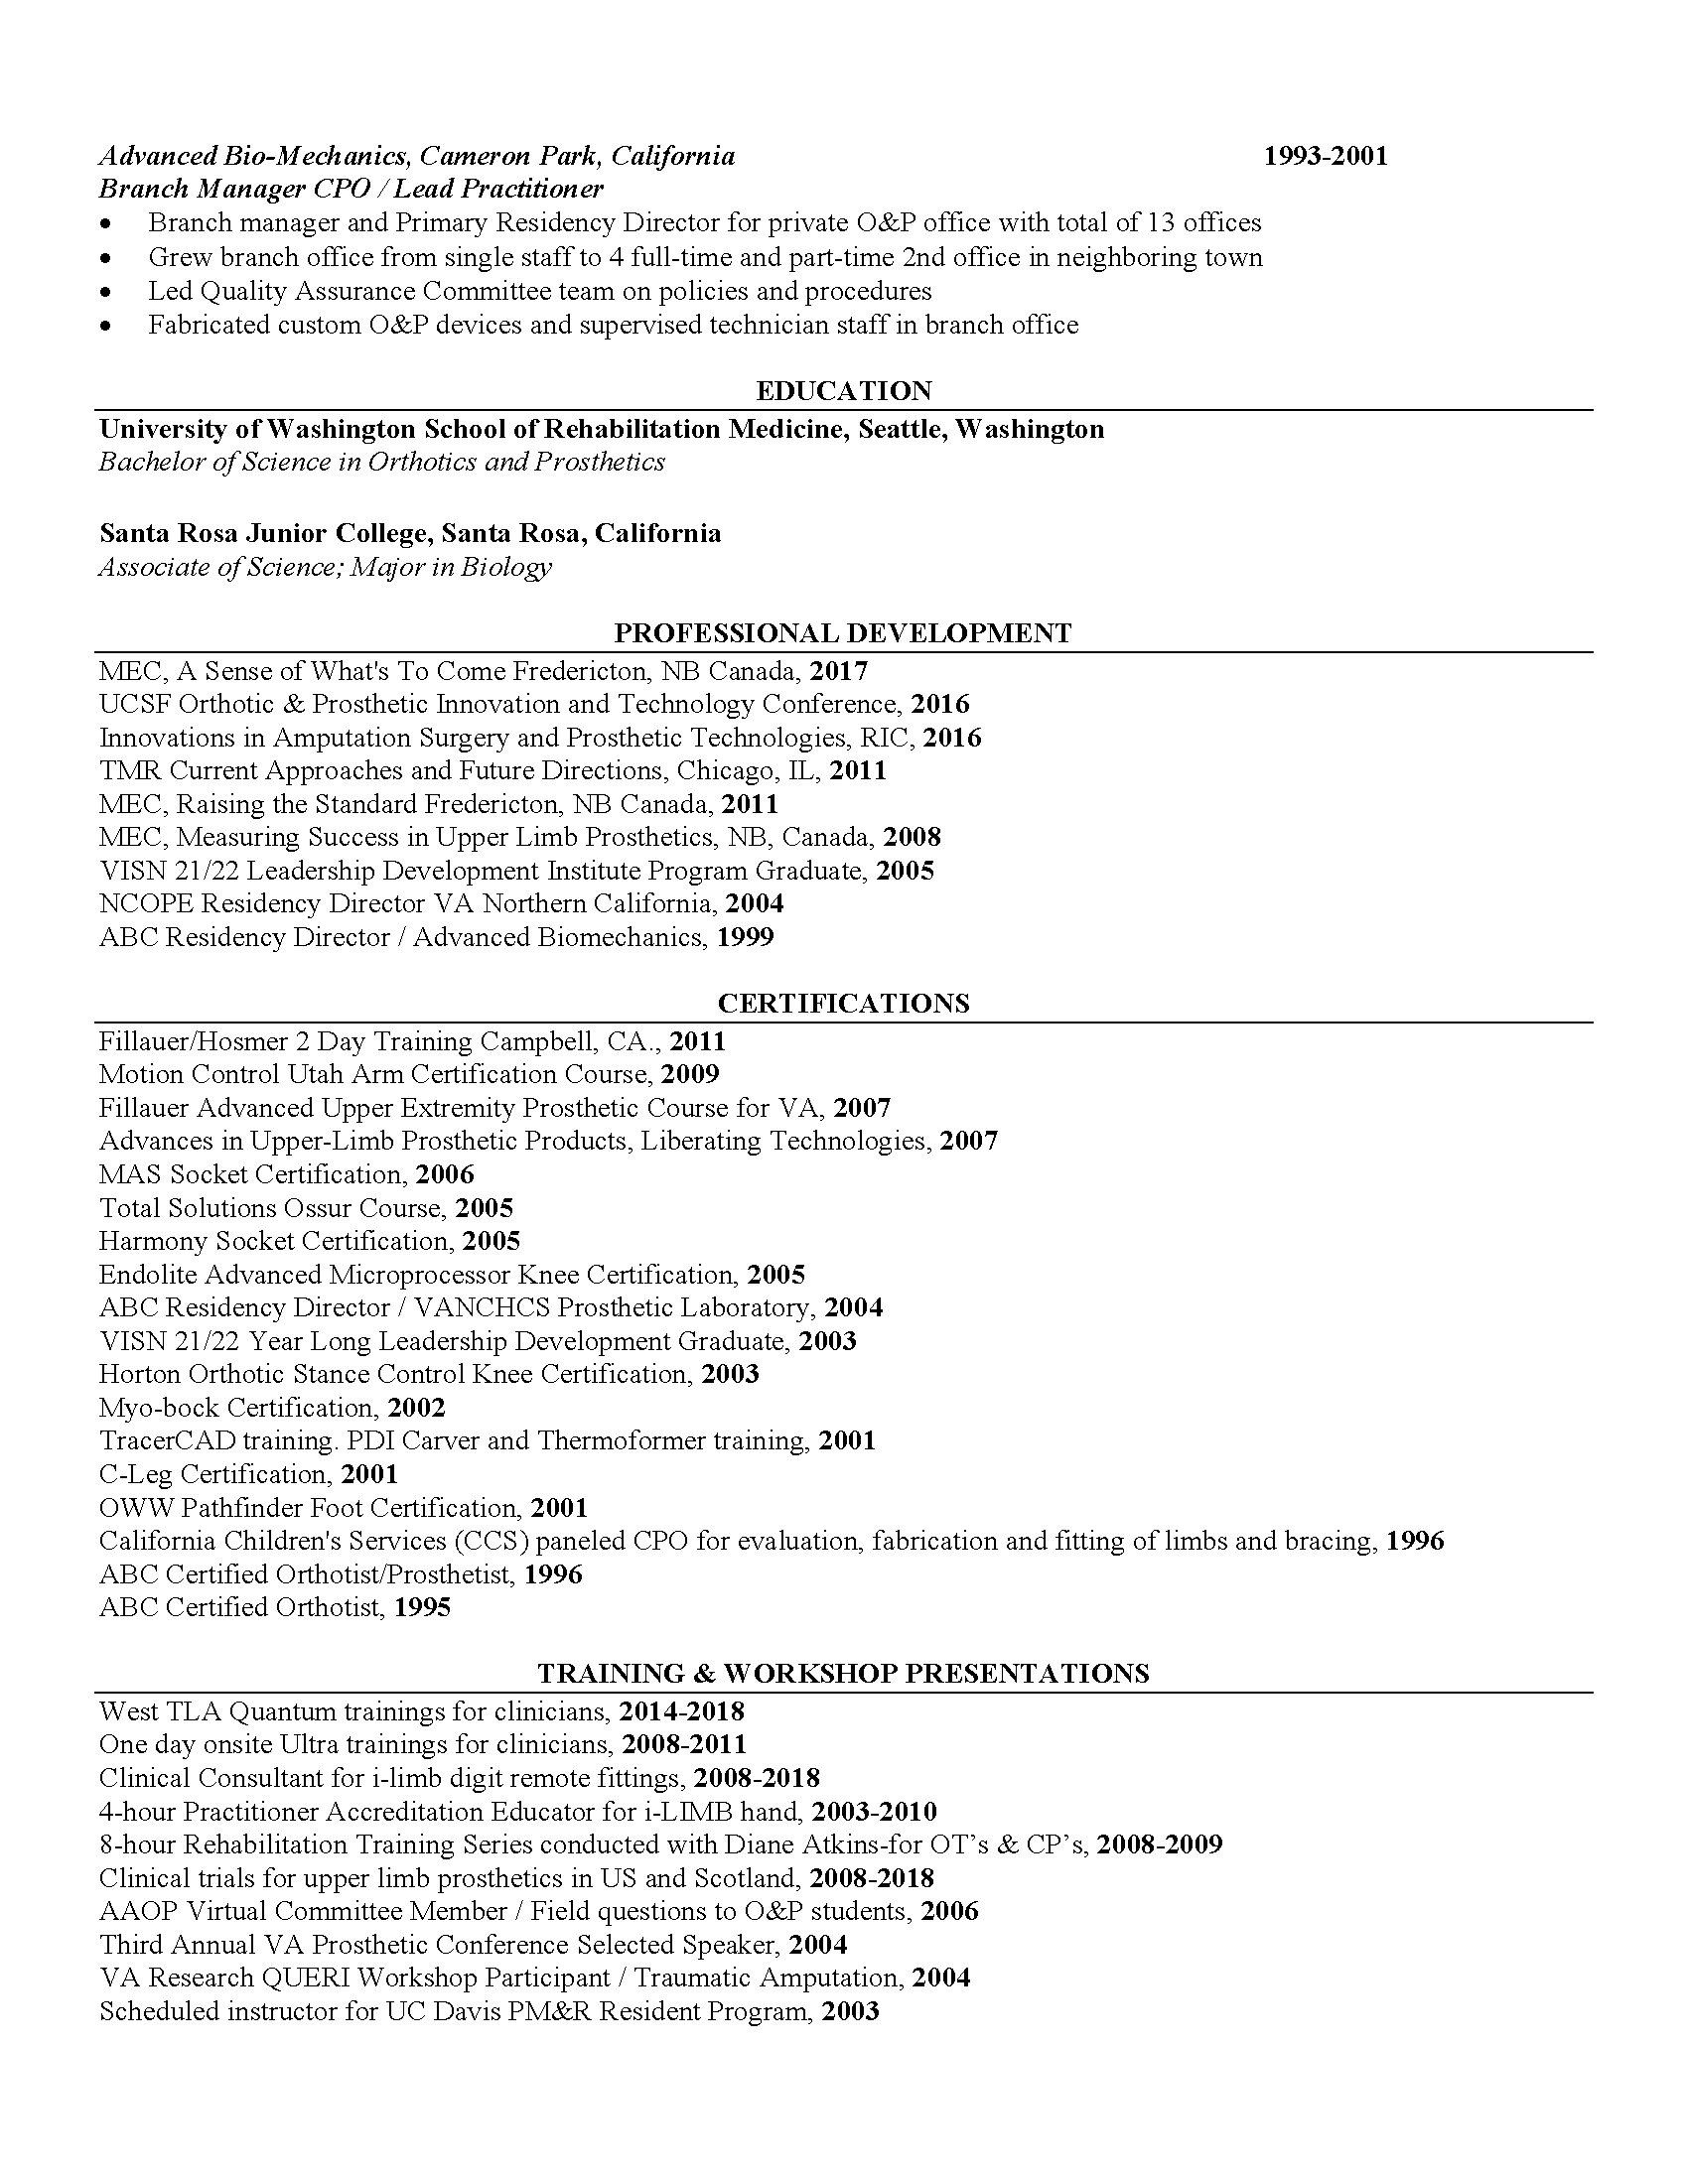 Advanced Bio-Mechanics, Cameron Park, California 1993-2001
Branch Manager CPO / Lead Practitioner
• Branch manager and Primary Residency Director for private O&P office with total of 13 offices
• Grew branch office from single staff to 4 full-time and part-time 2nd office in neighboring town
• Led Quality Assurance Committee team on policies and procedures
• Fabricated custom O&P devices and supervised technician staff in branch office
EDUCATION
University of Washington School of Rehabilitation Medicine, Seattle, Washington
Bachelor of Science in Orthotics and Prosthetics
Santa Rosa Junior College, Santa Rosa, California
Associate of Science; Major in Biology
PROFESSIONAL DEVELOPMENT
MEC, A Sense of What's To Come Fredericton, NB Canada, 2017
UCSF Orthotic & Prosthetic Innovation and Technology Conference, 2016
Innovations in Amputation Surgery and Prosthetic Technologies, RIC, 2016
TMR Current Approaches and Future Directions, Chicago, IL, 2011
MEC, Raising the Standard Fredericton, NB Canada, 2011
MEC, Measuring Success in Upper Limb Prosthetics, NB, Canada, 2008
VISN 21/22 Leadership Development Institute Program Graduate, 2005
NCOPE Residency Director VA Northern California, 2004
ABC Residency Director / Advanced Biomechanics, 1999
CERTIFICATIONS
Fillauer/Hosmer 2 Day Training Campbell, CA., 2011
Motion Control Utah Arm Certification Course, 2009
Fillauer Advanced Upper Extremity Prosthetic Course for VA, 2007
Advances in Upper-Limb Prosthetic Products, Liberating Technologies, 2007
MAS Socket Certification, 2006
Total Solutions Ossur Course, 2005
Harmony Socket Certification, 2005
Endolite Advanced Microprocessor Knee Certification, 2005
ABC Residency Director / VANCHCS Prosthetic Laboratory, 2004
VISN 21/22 Year Long Leadership Development Graduate, 2003
Horton Orthotic Stance Control Knee Certification, 2003
Myo-bock Certification, 2002
TracerCAD training. PDI Carver and Thermoformer training, 2001
C-Leg Certification, 2001
OWW Pathfinder Foot Certification, 2001
California Children's Services (CCS) paneled CPO for evaluation, fabrication and fitting of limbs and bracing, 1996
ABC Certified Orthotist/Prosthetist, 1996
ABC Certified Orthotist, 1995
TRAINING & WORKSHOP PRESENTATIONS
West TLA Quantum trainings for clinicians, 2014-2018
One day onsite Ultra trainings for clinicians, 2008-2011
Clinical Consultant for i-limb digit remote fittings, 2008-2018
4-hour Practitioner Accreditation Educator for i-LIMB hand, 2003-2010
8-hour Rehabilitation Training Series conducted with Diane Atkins-for OT’s & CP’s, 2008-2009
Clinical trials for upper limb prosthetics in US and Scotland, 2008-2018
AAOP Virtual Committee Member / Field questions to O&P students, 2006
Third Annual VA Prosthetic Conference Selected Speaker, 2004
VA Research QUERI Workshop Participant / Traumatic Amputation, 2004
Scheduled instructor for UC Davis PM&R Resident Program, 2003